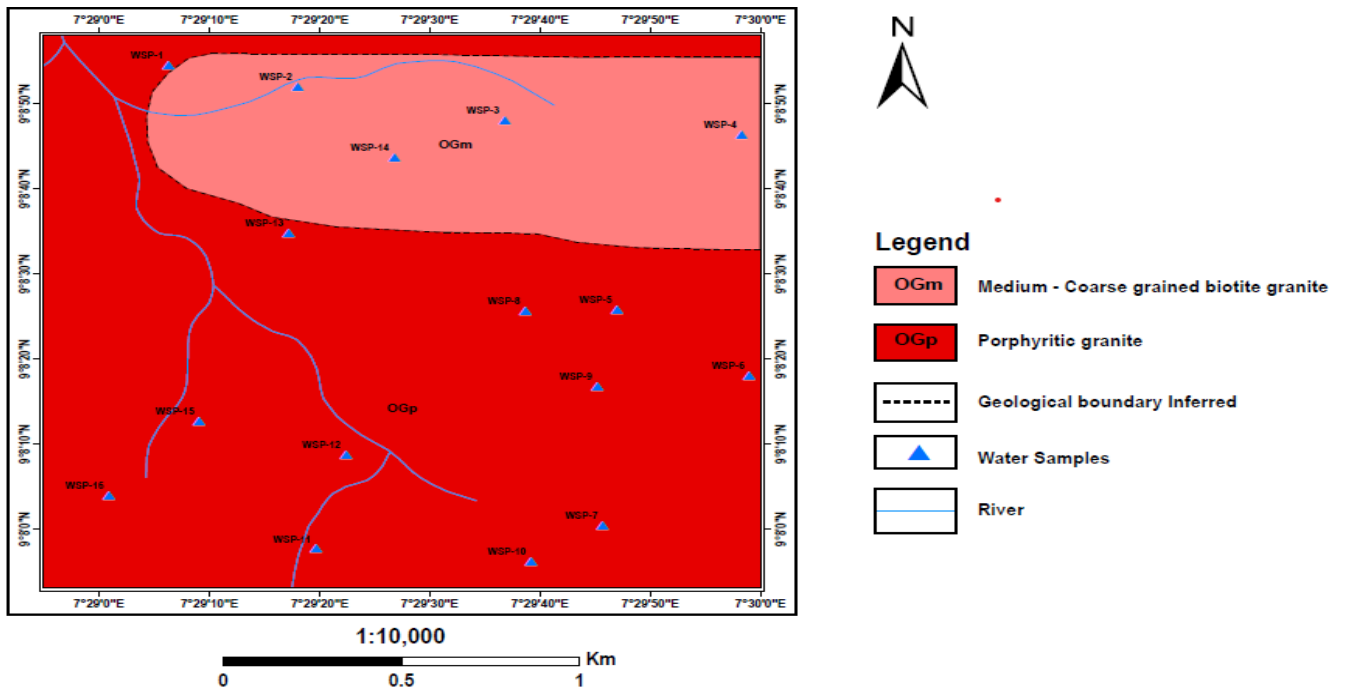 7°29'0"E 7°29'10"E 7°29'20"E 7°29'30"E 7°29'40"E 7°29'50"E 7°30'0"E
N
WSP-1
WSP-2
WSP-3
WSP-4
WSP-14
OGm
WSP-13
WSP-8
WSP-5
WSP-6
WSP-9
OGp
WSP-15
WSP-12
WSP-16
WSP-7
WSP-11
WSP-10
9°8'50"N
9°8'40"N
9°8'30"N
9°8'20"N
9°8'10"N
9°8'0"N
9°8'50"N
9°8'40"N
9°8'30"N
9°8'20"N
9°8'10"N
9°8'0"N
7°29'0"E 7°29'10"E 7°29'20"E 7°29'30"E 7°29'40"E 7°29'50"E 7°30'0"E
1:10,000
Km
0 0.5 1
Legend
OGm Medium - Coarse grained biotite granite
OGp Porphyritic granite
Geological boundary Inferred
Water Samples
River